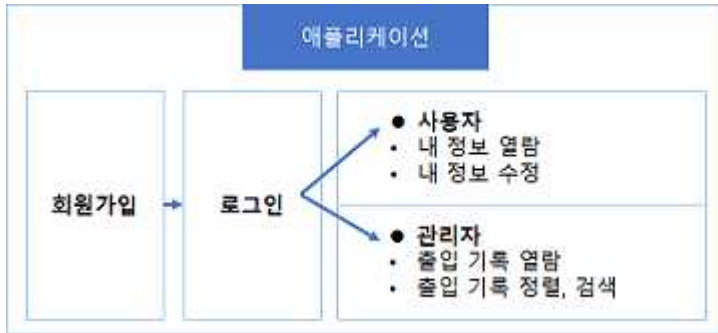 애플리케이션
회원가입
로그인
● 사용자
• 내 정보 열람
• 내 정보 수정
● 관리자
• 출입 기록 열람
• 출입 기록 정렬, 검색